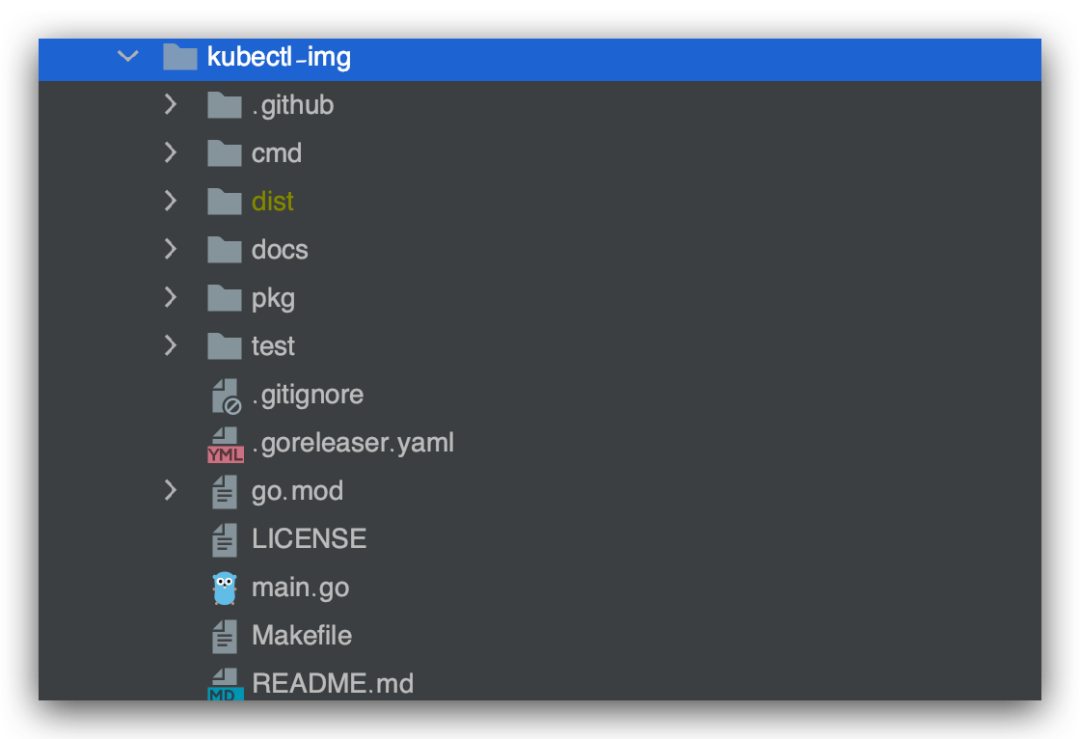 kubectl-img
.github
cmd
dist
docs
pkg
test
.gitignore
YML .goreleaser.yaml
go.mod
LICENSE
main.go
Makefile
MD README.md